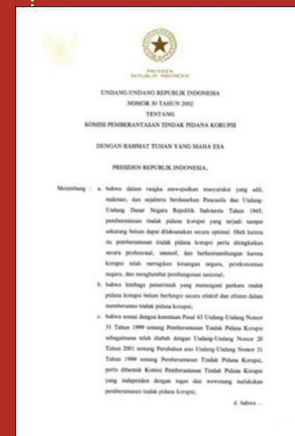 PRESIDEN
REPUBLIK INDONESIA
UNDANG-UNDANG REPUBLIK INDONESIA
NOMOR 30 TAHUN 2002
TENTANG
KOMISI PEMBERANTASAN TINDAK PIDANA KORUPSI
DENGAN RAHMAT TUHAN YANG MAHA ESA
PRESIDEN REPUBLIK INDONESIA,
Menimbang : a. bahwa dalam rangka mewujudkan masyarakat yang adil,
makmur, dan sejahtera berdasarkan Pancasila dan Undang-
Undang Dasar Negara Republik Indonesia Tahun 1945,
pemberantasan tindak pidana korupsi yang terjadi sampai
sekarang belum dapat dilaksanakan secara optimal. Oleh karena
itu pemberantasan tindak pidana korupsi perlu ditingkatkan
secara profesional, intensif, dan berkesinambungan karena
korupsi telah merugikan keuangan negara, perekonomian
negara, dan menghambat pembangunan nasional;
b. bahwa lembaga pemerintah yang menangani perkara tindak
pidana korupsi belum berfungsi secara efektif dan efisien dalam
memberantas tindak pidana korupsi;
c. bahwa sesuai dengan ketentuan Pasal 43 Undang-Undang Nomor
31 Tahun 1999 tentang Pemberantasan Tindak Pidana Korupsi
sebagaimana telah diubah dengan Undang-Undang Nomor 20
Tahun 2001 tentang Perubahan atas Undang-Undang Nomor 31
Tahun 1999 tentang Pemberantasan Tindak Pidana Korupsi,
perlu dibentuk Komisi Pemberantasan Tindak Pidana Korupsi
yang independen dengan tugas dan wewenang melakukan
pemberantasan tindak pidana korupsi;
d. bahwa ...